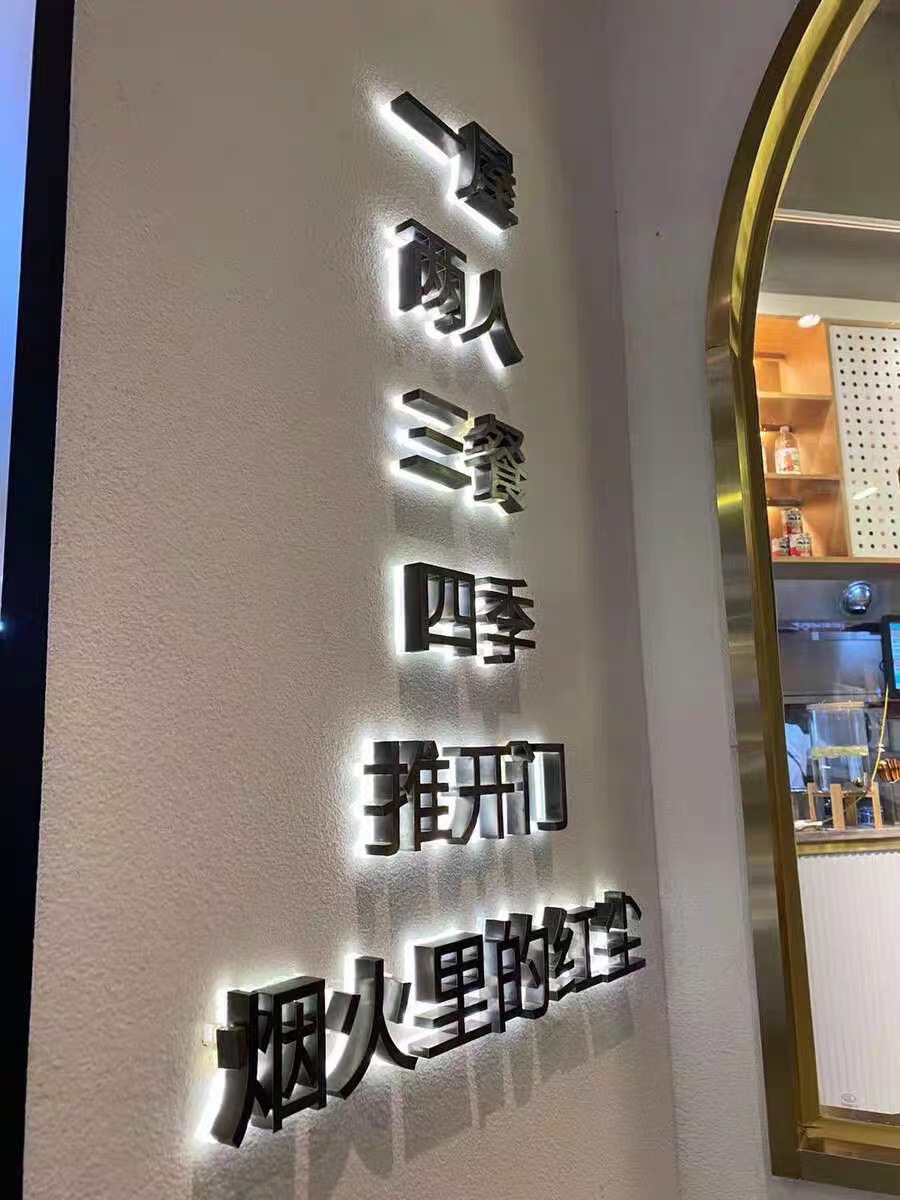 一屋
两人
三餐
四季
推开门
烟火里的红尘